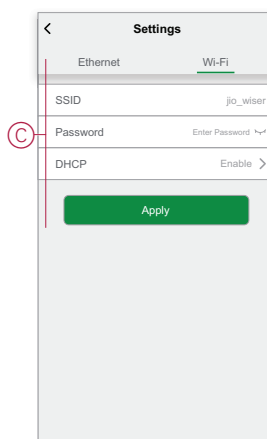 Settings
Ethernet Wi-Fi
SSID jio_wiser
Password Enter Password
DHCP Enable
Apply
C